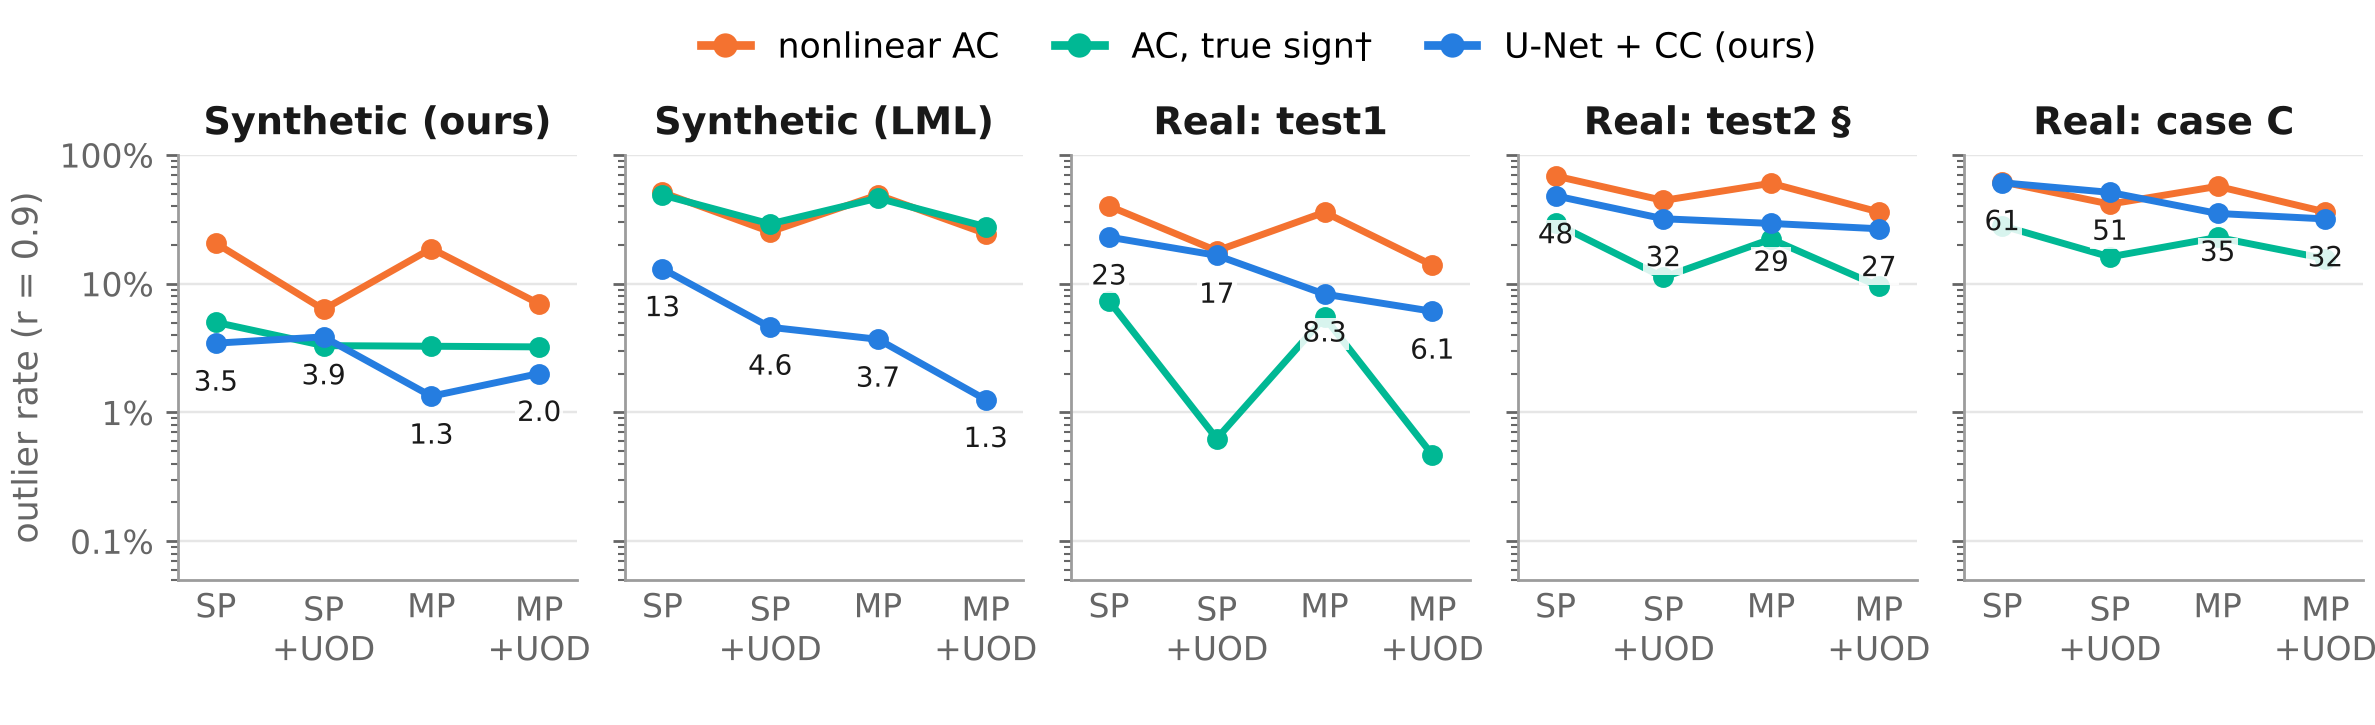 nonlinear AC AC, true sign† U-Net + CC (ours)
Synthetic (ours) Synthetic (LML) Real: test1 Real: test2 § Real: case C
outlier rate (r = 0.9)
100%
10%
1%
0.1%
3.5 3.9 1.3 2.0
13 4.6 3.7 1.3
23 17 8.3 6.1
48 32 29 27
61 51 35 32
SP SP MP MP SP SP MP MP SP SP MP MP SP SP MP MP SP SP MP MP
+UOD +UOD +UOD +UOD +UOD +UOD +UOD +UOD +UOD +UOD